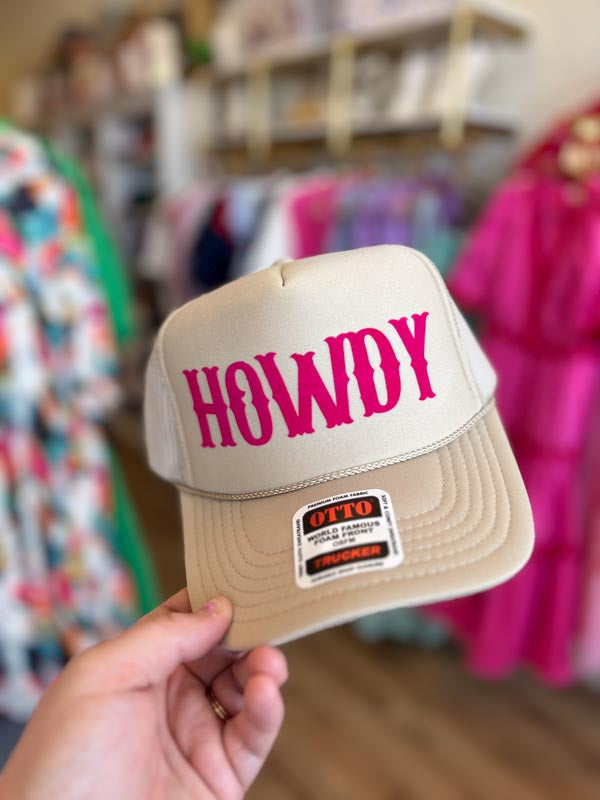 HOWDY
PREMIUM FOAM FABRIC
OTTO
WORLD FAMOUS
FOAM FRONT
OSFM
TRUCKER